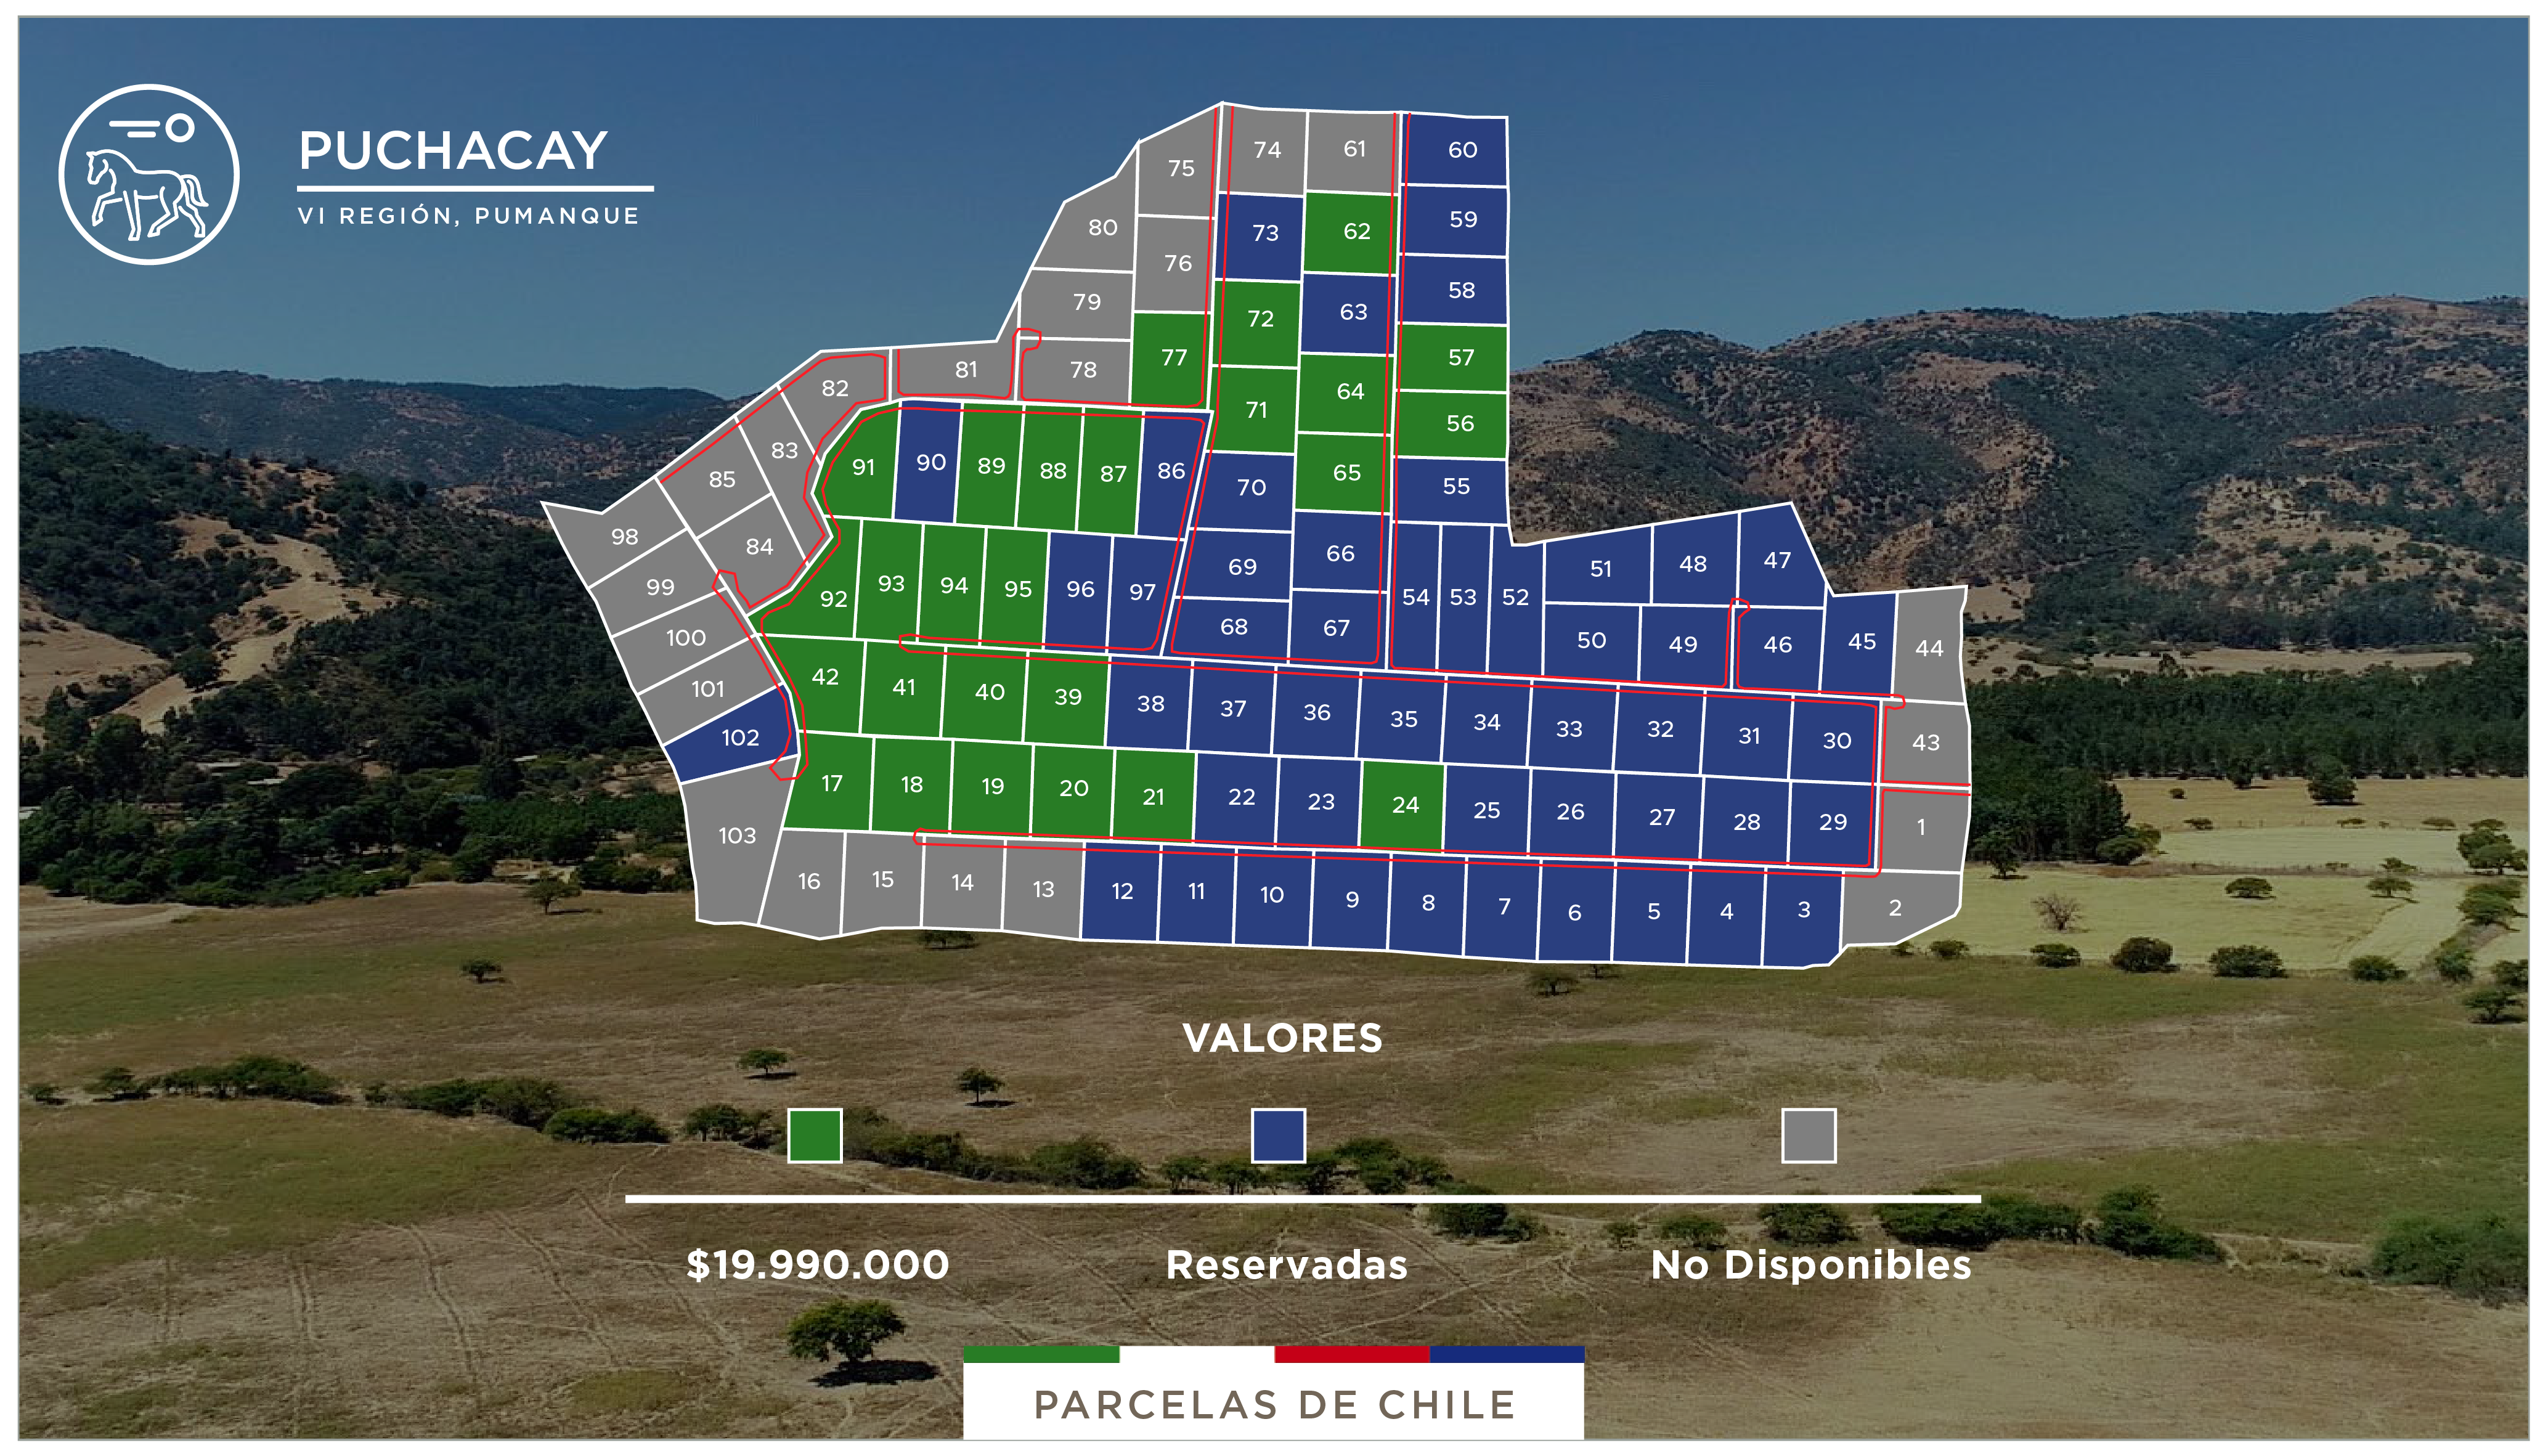 PUCHACAY
VI REGIÓN, PUMANQUE
74 61 60
75
73 62 59
80 76
72 63 58
79
77 71 64 57
81 78
82
56
91 90 89 88 87 86 70 65 55
83
85
98 84
69 66 51 48 47
99
92 93 94 95 96 97 68 67 54 53 52 50 49 46 45 44
100
101
42 41 40 39 38 37 36 35 34 33 32 31 30 43
102
17 18 19 20 21 22 23 24 25 26 27 28 29 1
103
16 15 14 13 12 11 10 9 8 7 6 5 4 3 2
VALORES
$19.990.000 Reservadas No Disponibles
PARCELAS DE CHILE